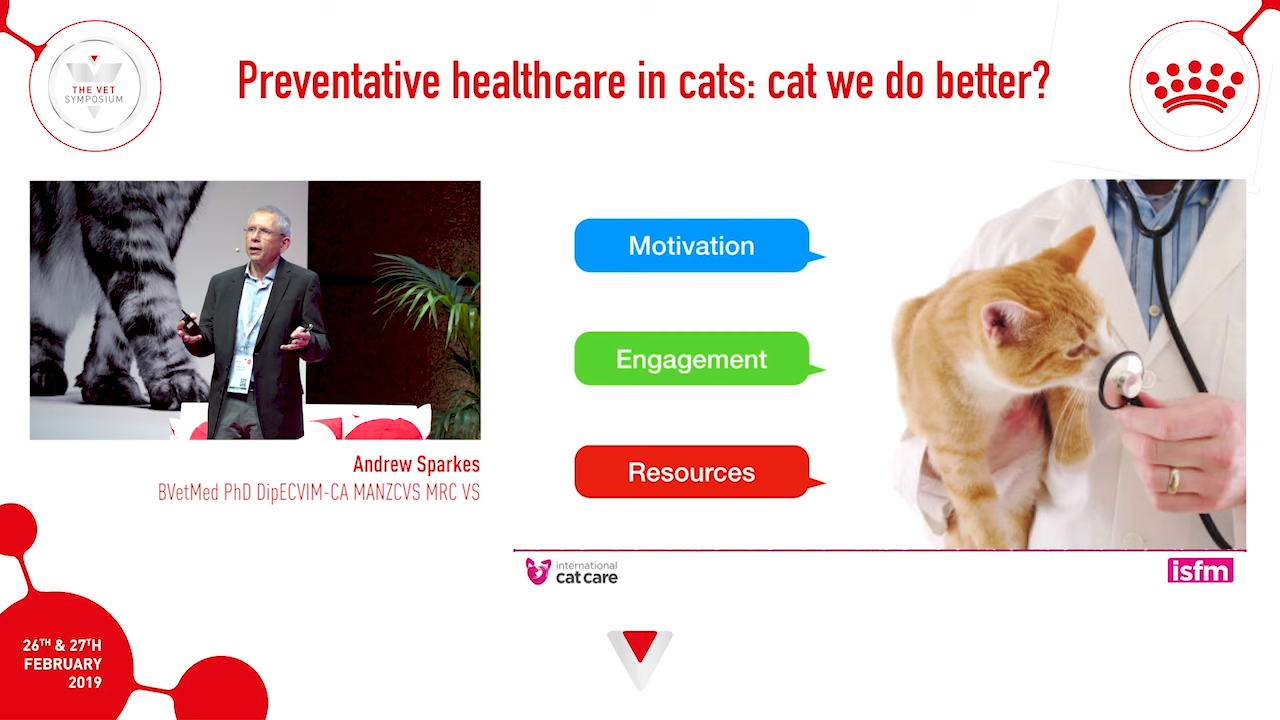 THE VET
SYMPOSIUM
Preventative healthcare in cats: cat we do better?
Motivation
Engagement
Resources
Andrew Sparkes
BVetMed PhD DipECVIM-CA MANZCVS MRC VS
international
cat care
isfm
26TH & 27TH
FEBRUARY
2019